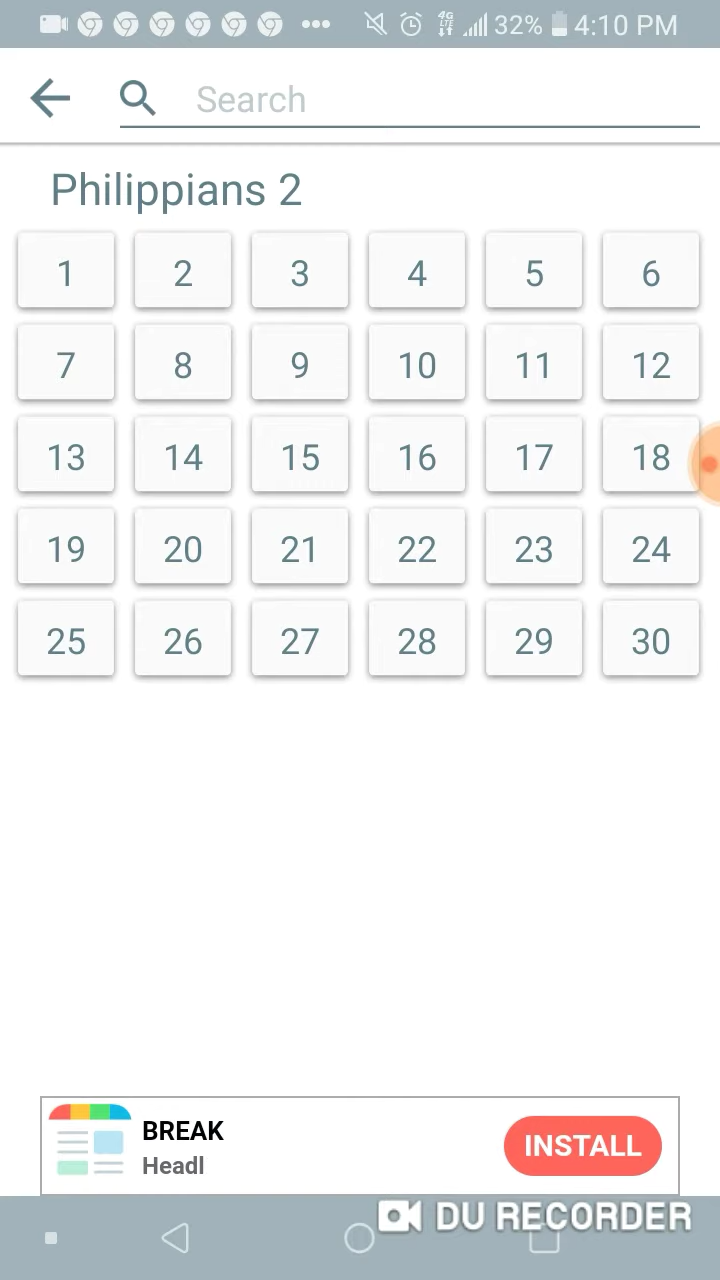 4G LTE 32% 4:10 PM
Search
Philippians 2
1 2 3 4 5 6
7 8 9 10 11 12
13 14 15 16 17 18
19 20 21 22 23 24
25 26 27 28 29 30
BREAK
Headl
INSTALL
DU RECORDER